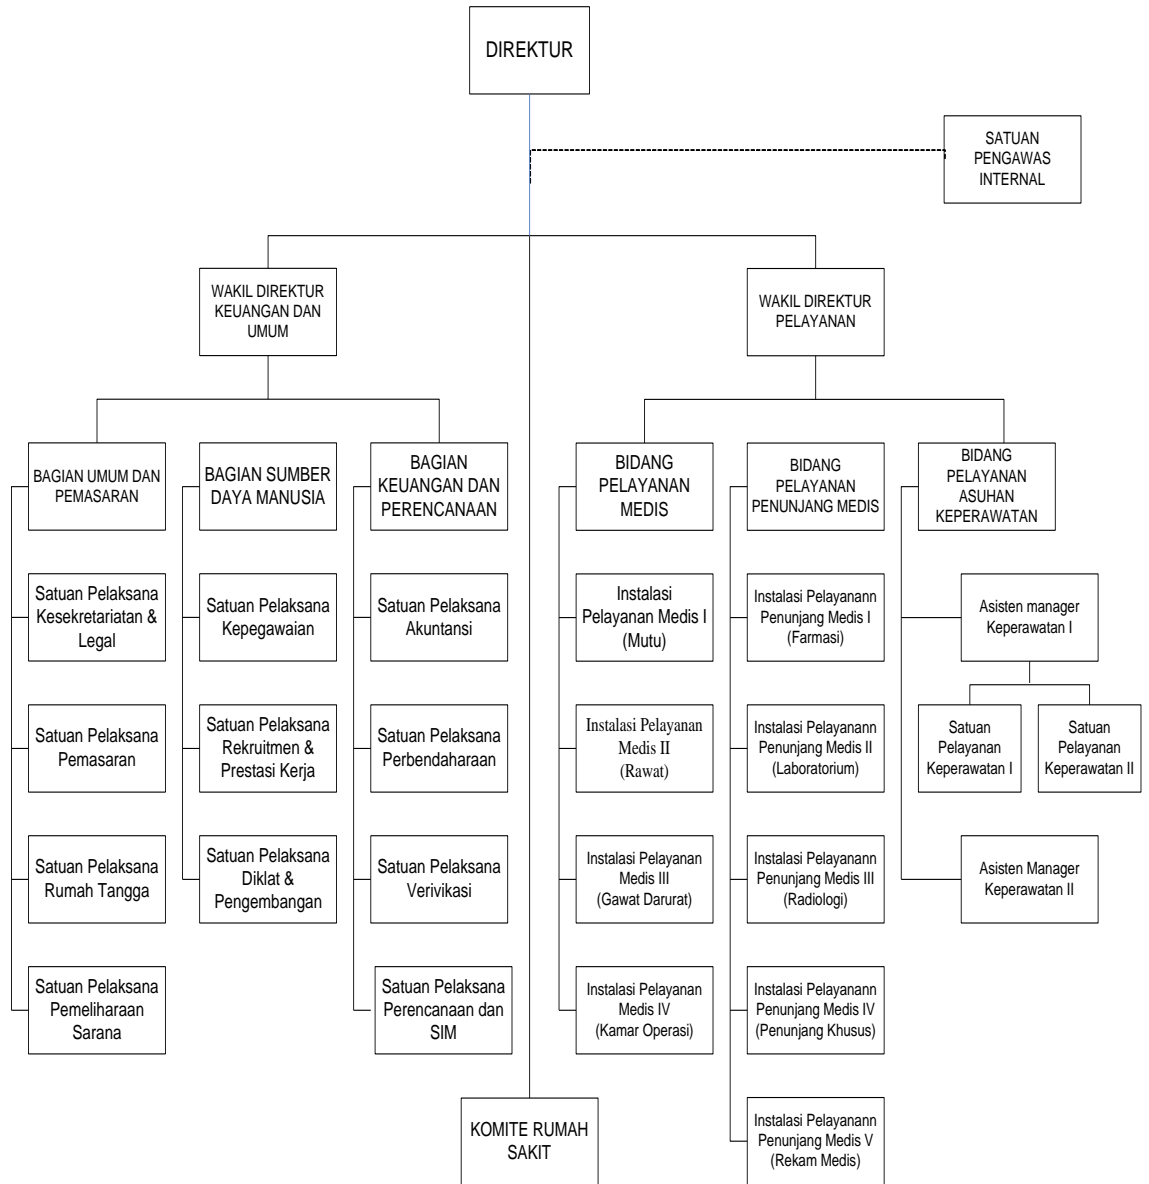 DIREKTUR
SATUAN
PENGAWAS
INTERNAL
WAKIL DIREKTUR
KEUANGAN DAN
UMUM
WAKIL DIREKTUR
PELAYANAN
BAGIAN UMUM DAN
PEMASARAN
BAGIAN SUMBER
DAYA MANUSIA
BAGIAN
KEUANGAN DAN
PERENCANAAN
BIDANG
PELAYANAN
MEDIS
BIDANG
PELAYANAN
PENUNJANG MEDIS
BIDANG
PELAYANAN
ASUHAN
KEPERAWATAN
Satuan Pelaksana
Kesekretariatan &
Legal
Satuan Pelaksana
Kepegawaian
Satuan Pelaksana
Akuntansi
Instalasi
Pelayanan Medis I
(Mutu)
Instalasi Pelayanann
Penunjang Medis I
(Farmasi)
Asisten manager
Keperawatan I
Satuan Pelaksana
Pemasaran
Satuan Pelaksana
Rekruitmen &
Prestasi Kerja
Satuan Pelaksana
Perbendaharaan
Instalasi Pelayanan
Medis II
(Rawat)
Instalasi Pelayanann
Penunjang Medis II
(Laboratorium)
Satuan
Pelayanan
Keperawatan I
Satuan
Pelayanan
Keperawatan II
Satuan Pelaksana
Rumah Tangga
Satuan Pelaksana
Diklat &
Pengembangan
Satuan Pelaksana
Verivikasi
Instalasi Pelayanan
Medis III
(Gawat Darurat)
Instalasi Pelayanann
Penunjang Medis III
(Radiologi)
Asisten Manager
Keperawatan II
Satuan Pelaksana
Pemeliharaan
Sarana
Satuan Pelaksana
Perencanaan dan
SIM
Instalasi Pelayanan
Medis IV
(Kamar Operasi)
Instalasi Pelayanann
Penunjang Medis IV
(Penunjang Khusus)
KOMITE RUMAH
SAKIT
Instalasi Pelayanann
Penunjang Medis V
(Rekam Medis)